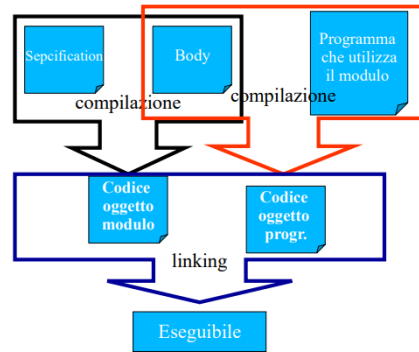 Sepcification
Body
Programma
che utilizza
il modulo
compilazione
compilazione
Codice
oggetto
modulo
Codice
oggetto
progr.
linking
Eseguibile